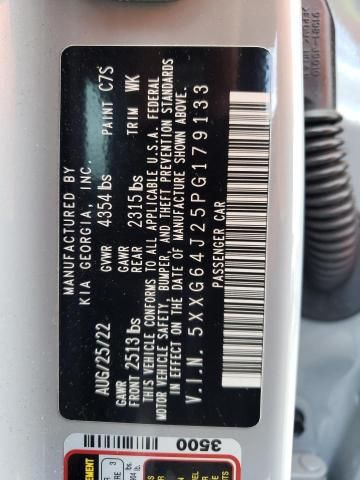 MANUFACTURED BY
KIA GEORGIA, INC.
AUG/25/22 GVWR 4354 lbs PAINT C7S
GAWR FRONT 2513 lbs GAWR REAR 2315 lbs TRIM WK
THIS VEHICLE CONFORMS TO ALL APPLICABLE U.S.A. FEDERAL
MOTOR VEHICLE SAFETY, BUMPER, AND THEFT PREVENTION STANDARDS
IN EFFECT ON THE DATE OF MANUFACTURE SHOWN ABOVE.
V.I.N. 5XXG64J25PG179133
PASSENGER CAR
3500